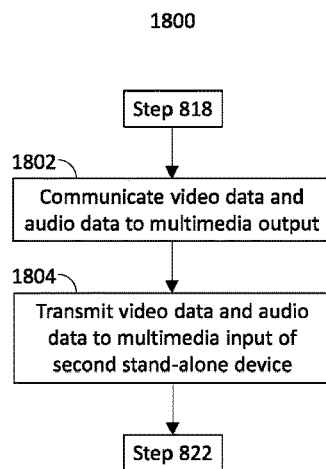 1800
Step 818
1802
Communicate video data and
audio data to multimedia output
1804
Transmit video data and audio
data to multimedia input of
second stand-alone device
Step 822